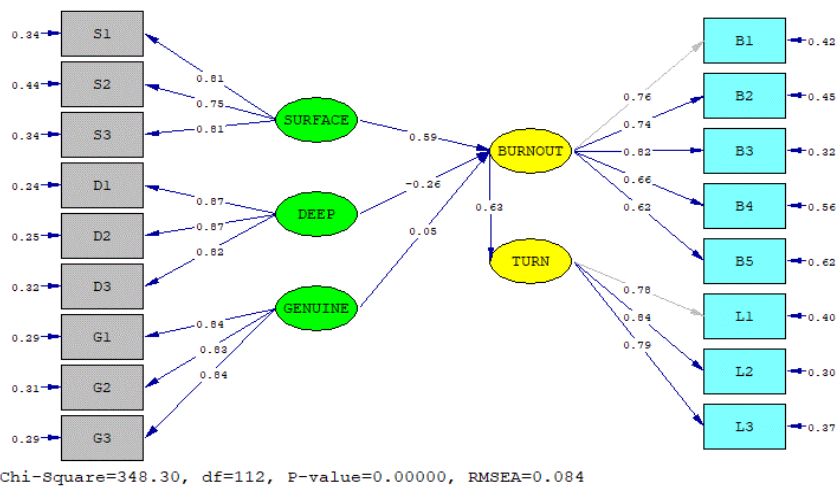 0.34 S1 0.81
0.44 S2 0.75
0.34 S3 0.81
0.24 D1 0.87
0.25 D2 0.87
0.32 D3 0.82
0.29 G1 0.84
0.31 G2 0.83
0.29 G3 0.84
SURFACE 0.59
DEEP -0.26
GENUINE 0.05
BURNOUT
0.63
TURN
0.76 B1 0.42
0.74 B2 0.45
0.82 B3 0.32
0.66 B4 0.56
0.62 B5 0.62
0.78 L1 0.40
0.84 L2 0.30
0.79 L3 0.37
Chi-Square=348.30, df=112, P-value=0.00000, RMSEA=0.084